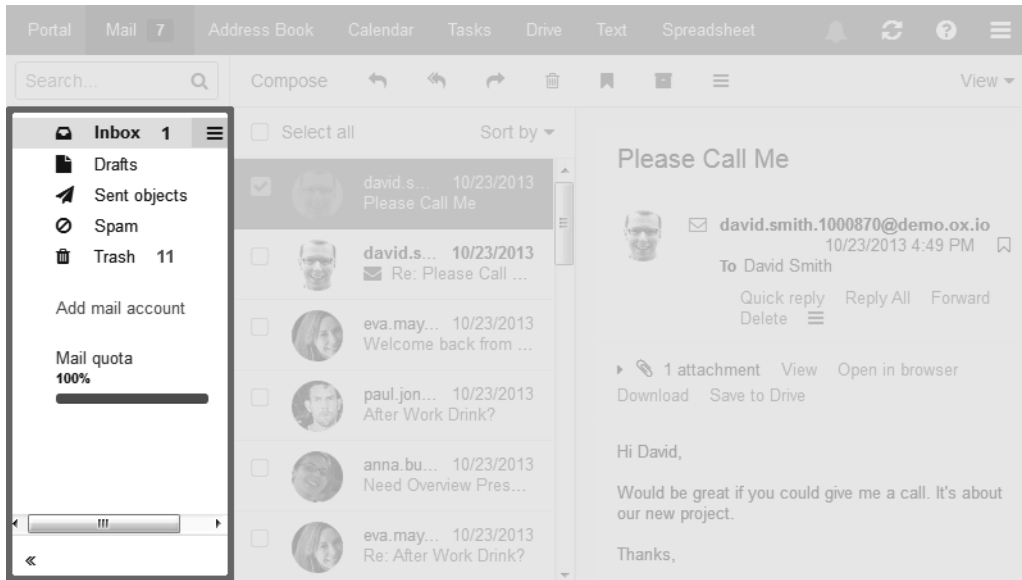 Portal Mail 7 Address Book Calendar Tasks Drive Text Spreadsheet
Search...
Compose
View
Inbox 1
Drafts
Sent objects
Spam
Trash 11
Add mail account
Mail quota
100%
Select all Sort by
david.s... 10/23/2013
Please Call Me
david.s... 10/23/2013
Re: Please Call ...
eva.may... 10/23/2013
Welcome back from ...
paul.jon... 10/23/2013
After Work Drink?
anna.bu... 10/23/2013
Need Overview Pres...
eva.may... 10/23/2013
Re: After Work Drink?
Please Call Me
david.smith.1000870@demo.ox.io
10/23/2013 4:49 PM
To David Smith
Quick reply Reply All Forward
Delete
1 attachment View Open in browser
Download Save to Drive
Hi David,
Would be great if you could give me a call. It's about
our new project.
Thanks,